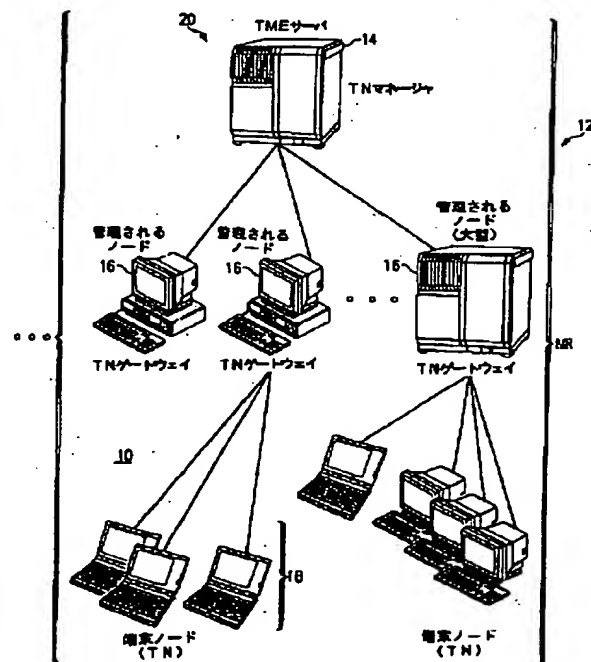 20
TMEサーバ
14
TNマネージャ
12
管理される
ノード
16
管理される
ノード
16
管理される
ノード
(大型)
16
TNゲートウェイ
TNゲートウェイ
TNゲートウェイ
MR
10
18
端末ノード
(TN)
端末ノード
(TN)